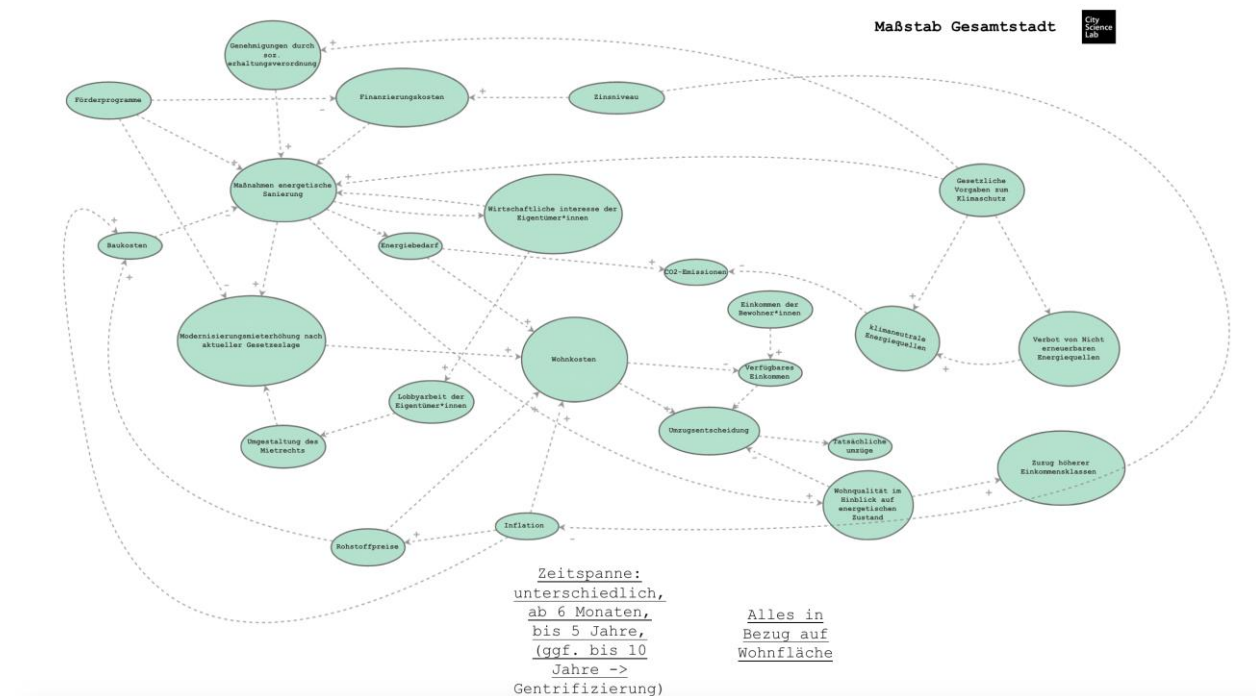 Maßstab Gesamtstadt
City
Science
Lab
Genehmigungen durch
soz
erhaltungsverordnung
+
Förderprogramme
Finanzierungskosten
Zinsniveau
+
-
+
+
-
Maßnahmen energetische
Sanierung
+
Gesetzliche
Vorgaben zum
Klimaschutz
Wirtschaftliche interesse der
Eigentümer*innen
+
Baukosten
-
-
Energiebedarf
+
CO2-Emissionen
-
+
-
+
Einkommen der
Bewohner*innen
+
klimaneutrale
Energiequellen
Verbot von Nicht
erneuerbaren
Energiequellen
Modernisierungsmieterhöhung nach
aktueller Gesetzeslage
+
+
Wohnkosten
-
+
Verfügbares
Einkommen
+
+
Lobbyarbeit der
Eigentümer*innen
-
+
+
+
Umzugsentscheidung
Umgestaltung des
Mietrechts
Tatsächliche
umzüge
-
Zuzug höherer
Einkommensklassen
Wohnqualität im
Hinblick auf
energetischen
Zustand
+
+
Inflation
-
+
Rohstoffpreise
Zeitspanne:
unterschiedlich,
ab 6 Monaten,
bis 5 Jahre,
(ggf. bis 10
Jahre ->
Gentrifizierung)
Alles in
Bezug auf
Wohnfläche